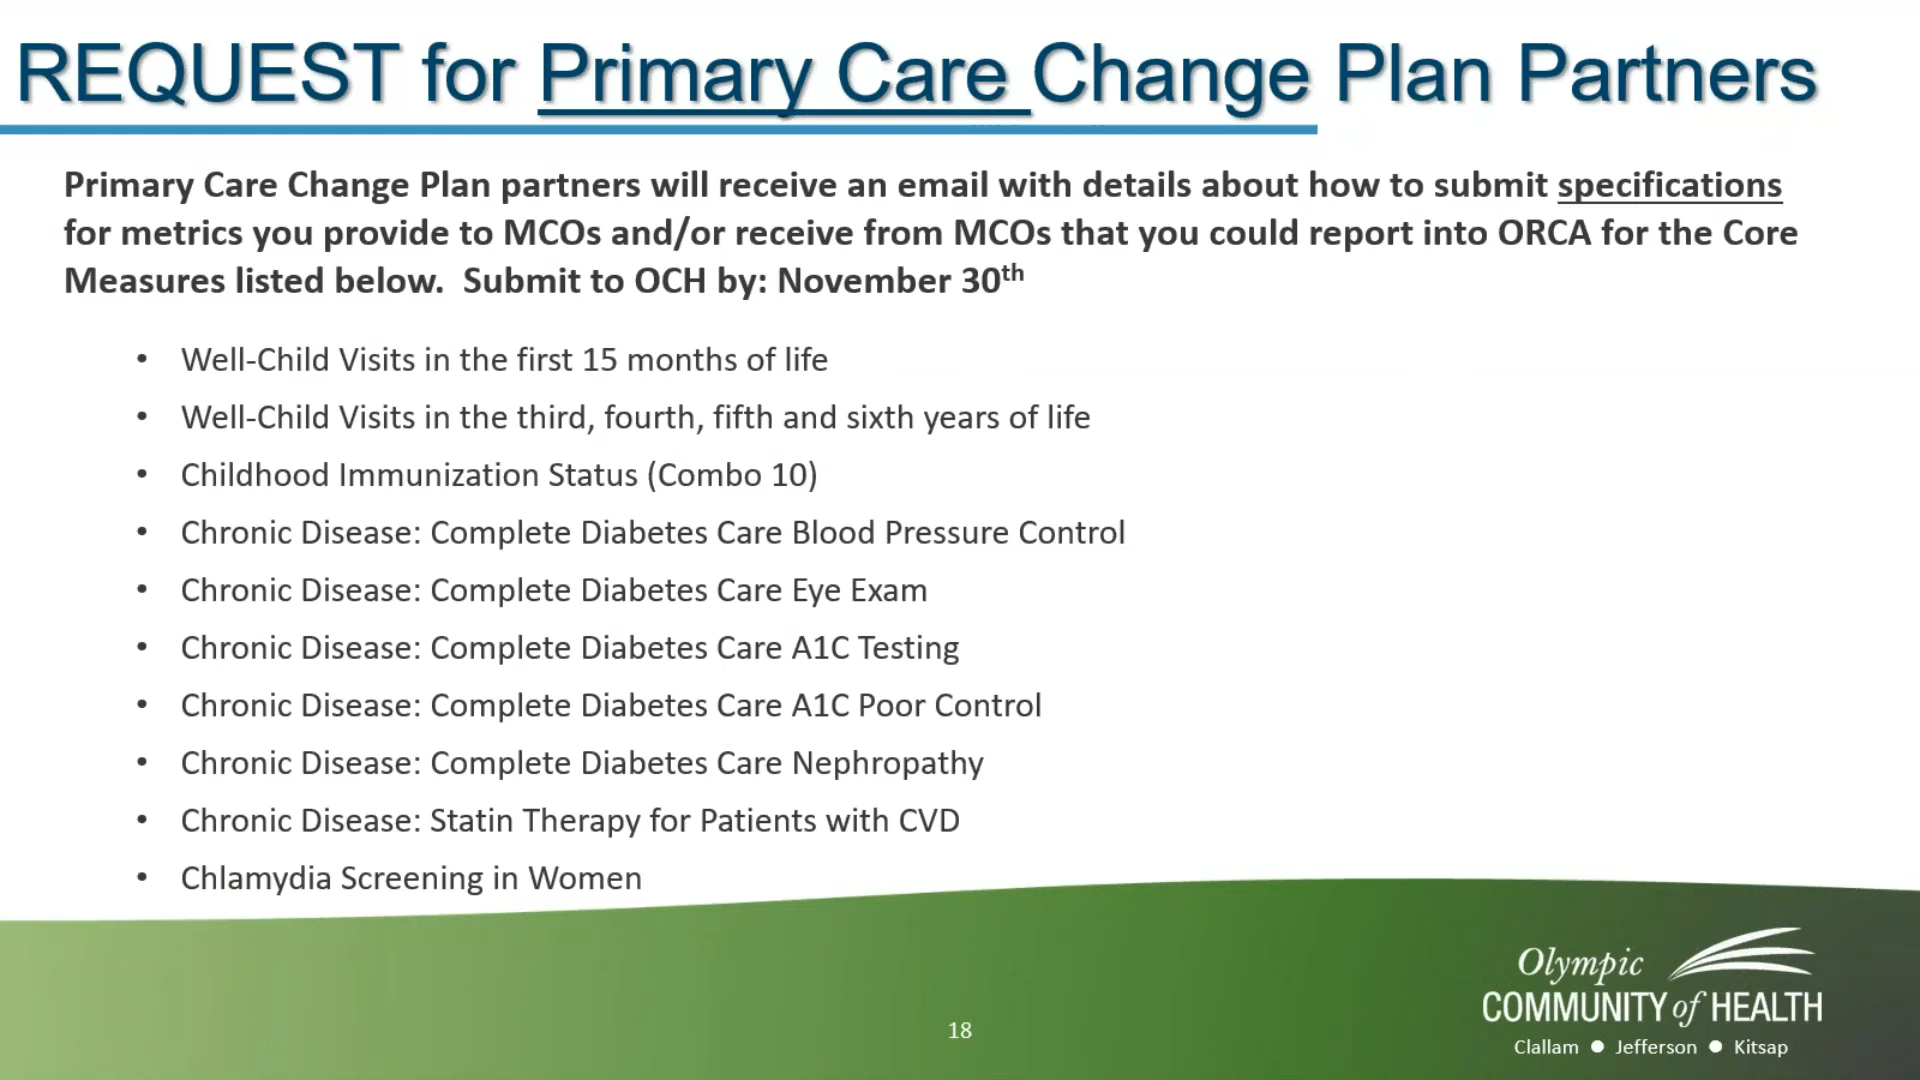 REQUEST for Primary Care Change Plan Partners
Primary Care Change Plan partners will receive an email with details about how to submit specifications
for metrics you provide to MCOs and/or receive from MCOs that you could report into ORCA for the Core
Measures listed below.  Submit to OCH by: November 30th
• Well-Child Visits in the first 15 months of life
• Well-Child Visits in the third, fourth, fifth and sixth years of life
• Childhood Immunization Status (Combo 10)
• Chronic Disease: Complete Diabetes Care Blood Pressure Control
• Chronic Disease: Complete Diabetes Care Eye Exam
• Chronic Disease: Complete Diabetes Care A1C Testing
• Chronic Disease: Complete Diabetes Care A1C Poor Control
• Chronic Disease: Complete Diabetes Care Nephropathy
• Chronic Disease: Statin Therapy for Patients with CVD
• Chlamydia Screening in Women
Olympic
COMMUNITY of HEALTH
Clallam ● Jefferson ● Kitsap
18